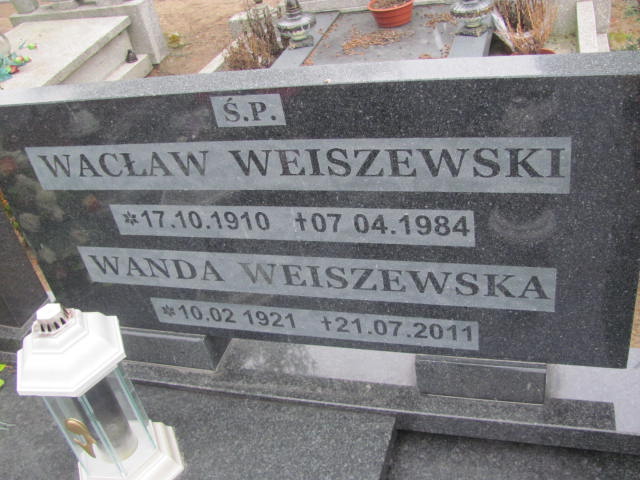 Ś.P.
WACŁAW WEISZEWSKI
*17.10.1910 †07 04.1984
WANDA WEISZEWSKA
*10.02 1921 †21.07.2011